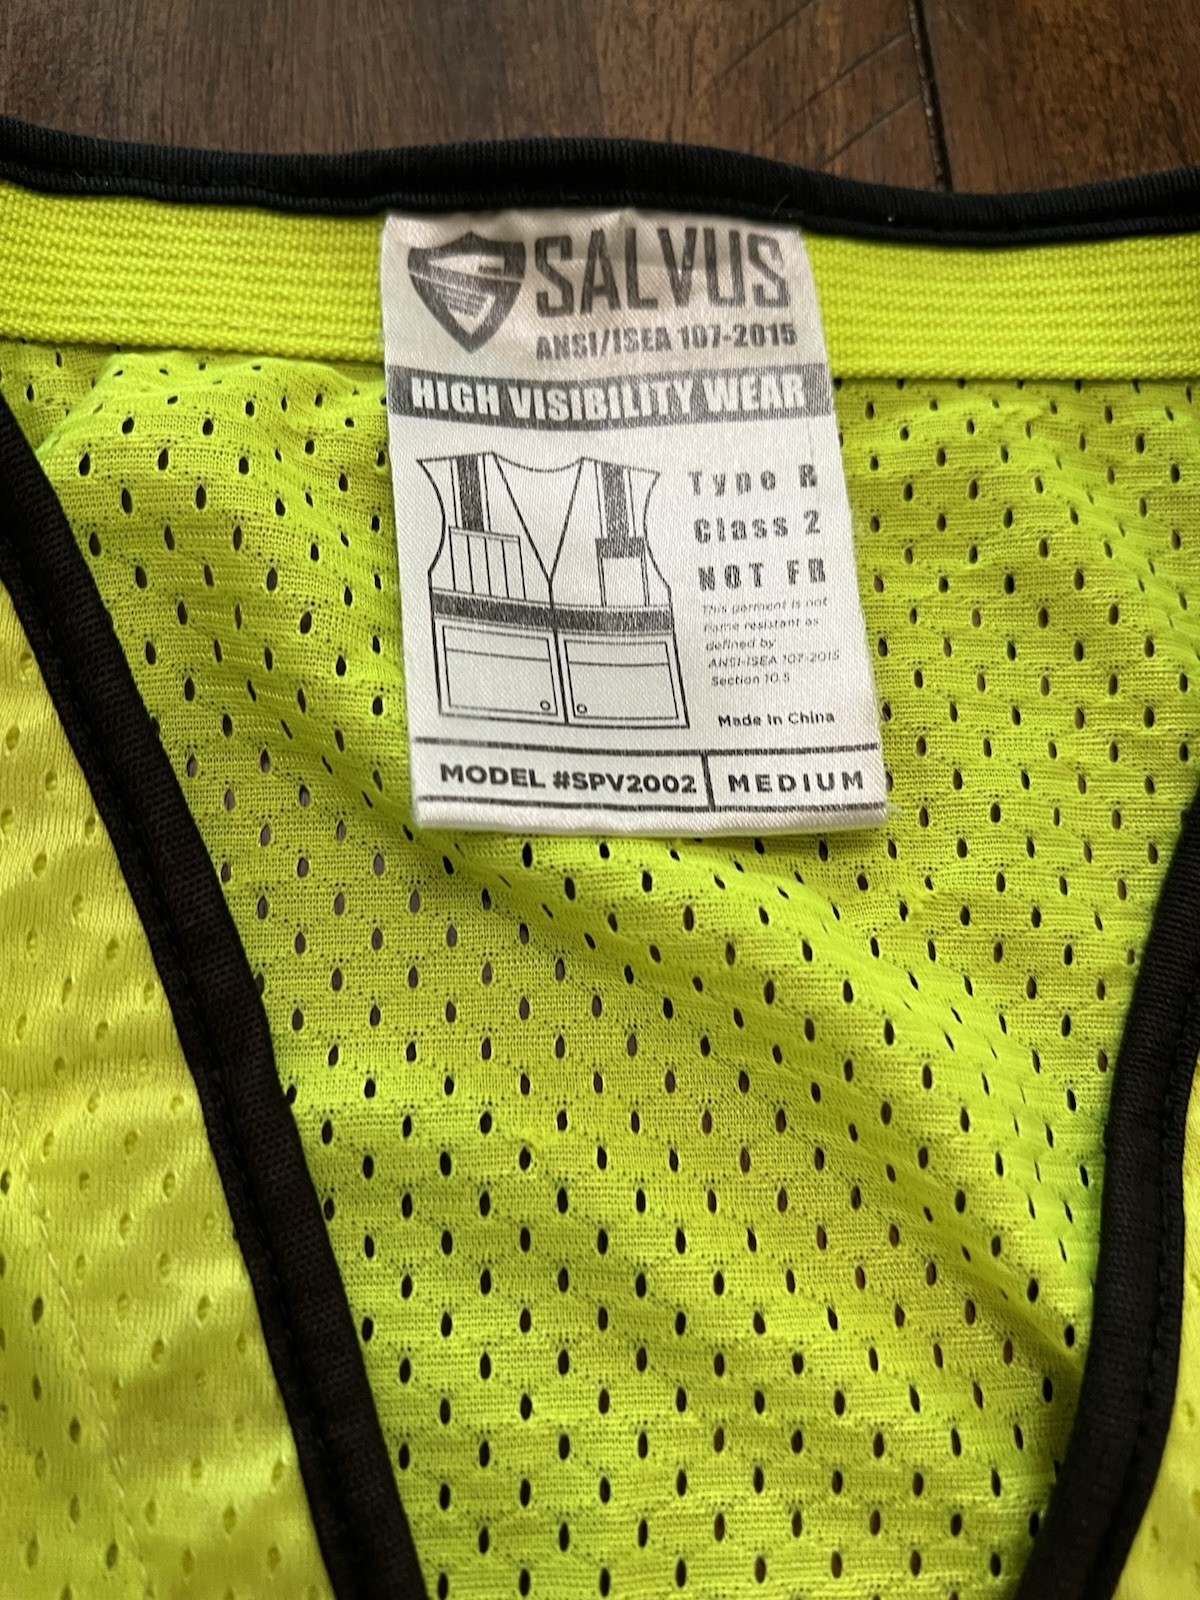 SALVUS
ANSI/ISEA 107-2015
HIGH VISIBILITY WEAR
Type R
Class 2
NOT FR
This garment is not
flame resistant as
defined by
ANSI-ISEA 107-2015
Section 10.5
Made in China
MODEL #SPV2002
MEDIUM